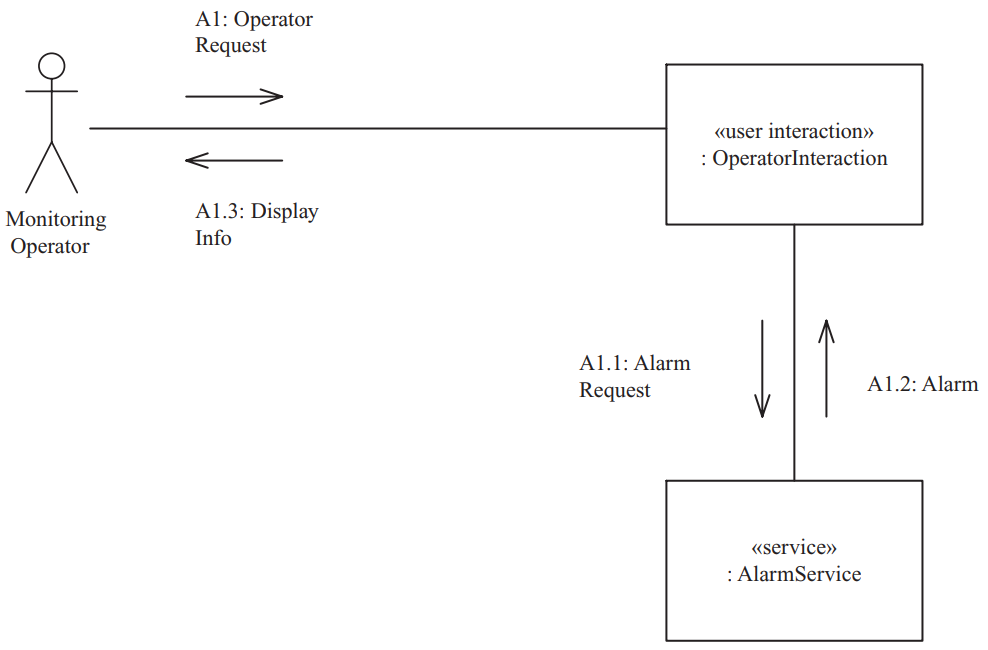 A1: Operator
Request
«user interaction»
: OperatorInteraction
A1.3: Display
Info
Monitoring
Operator
A1.1: Alarm
Request
A1.2: Alarm
«service»
: AlarmService